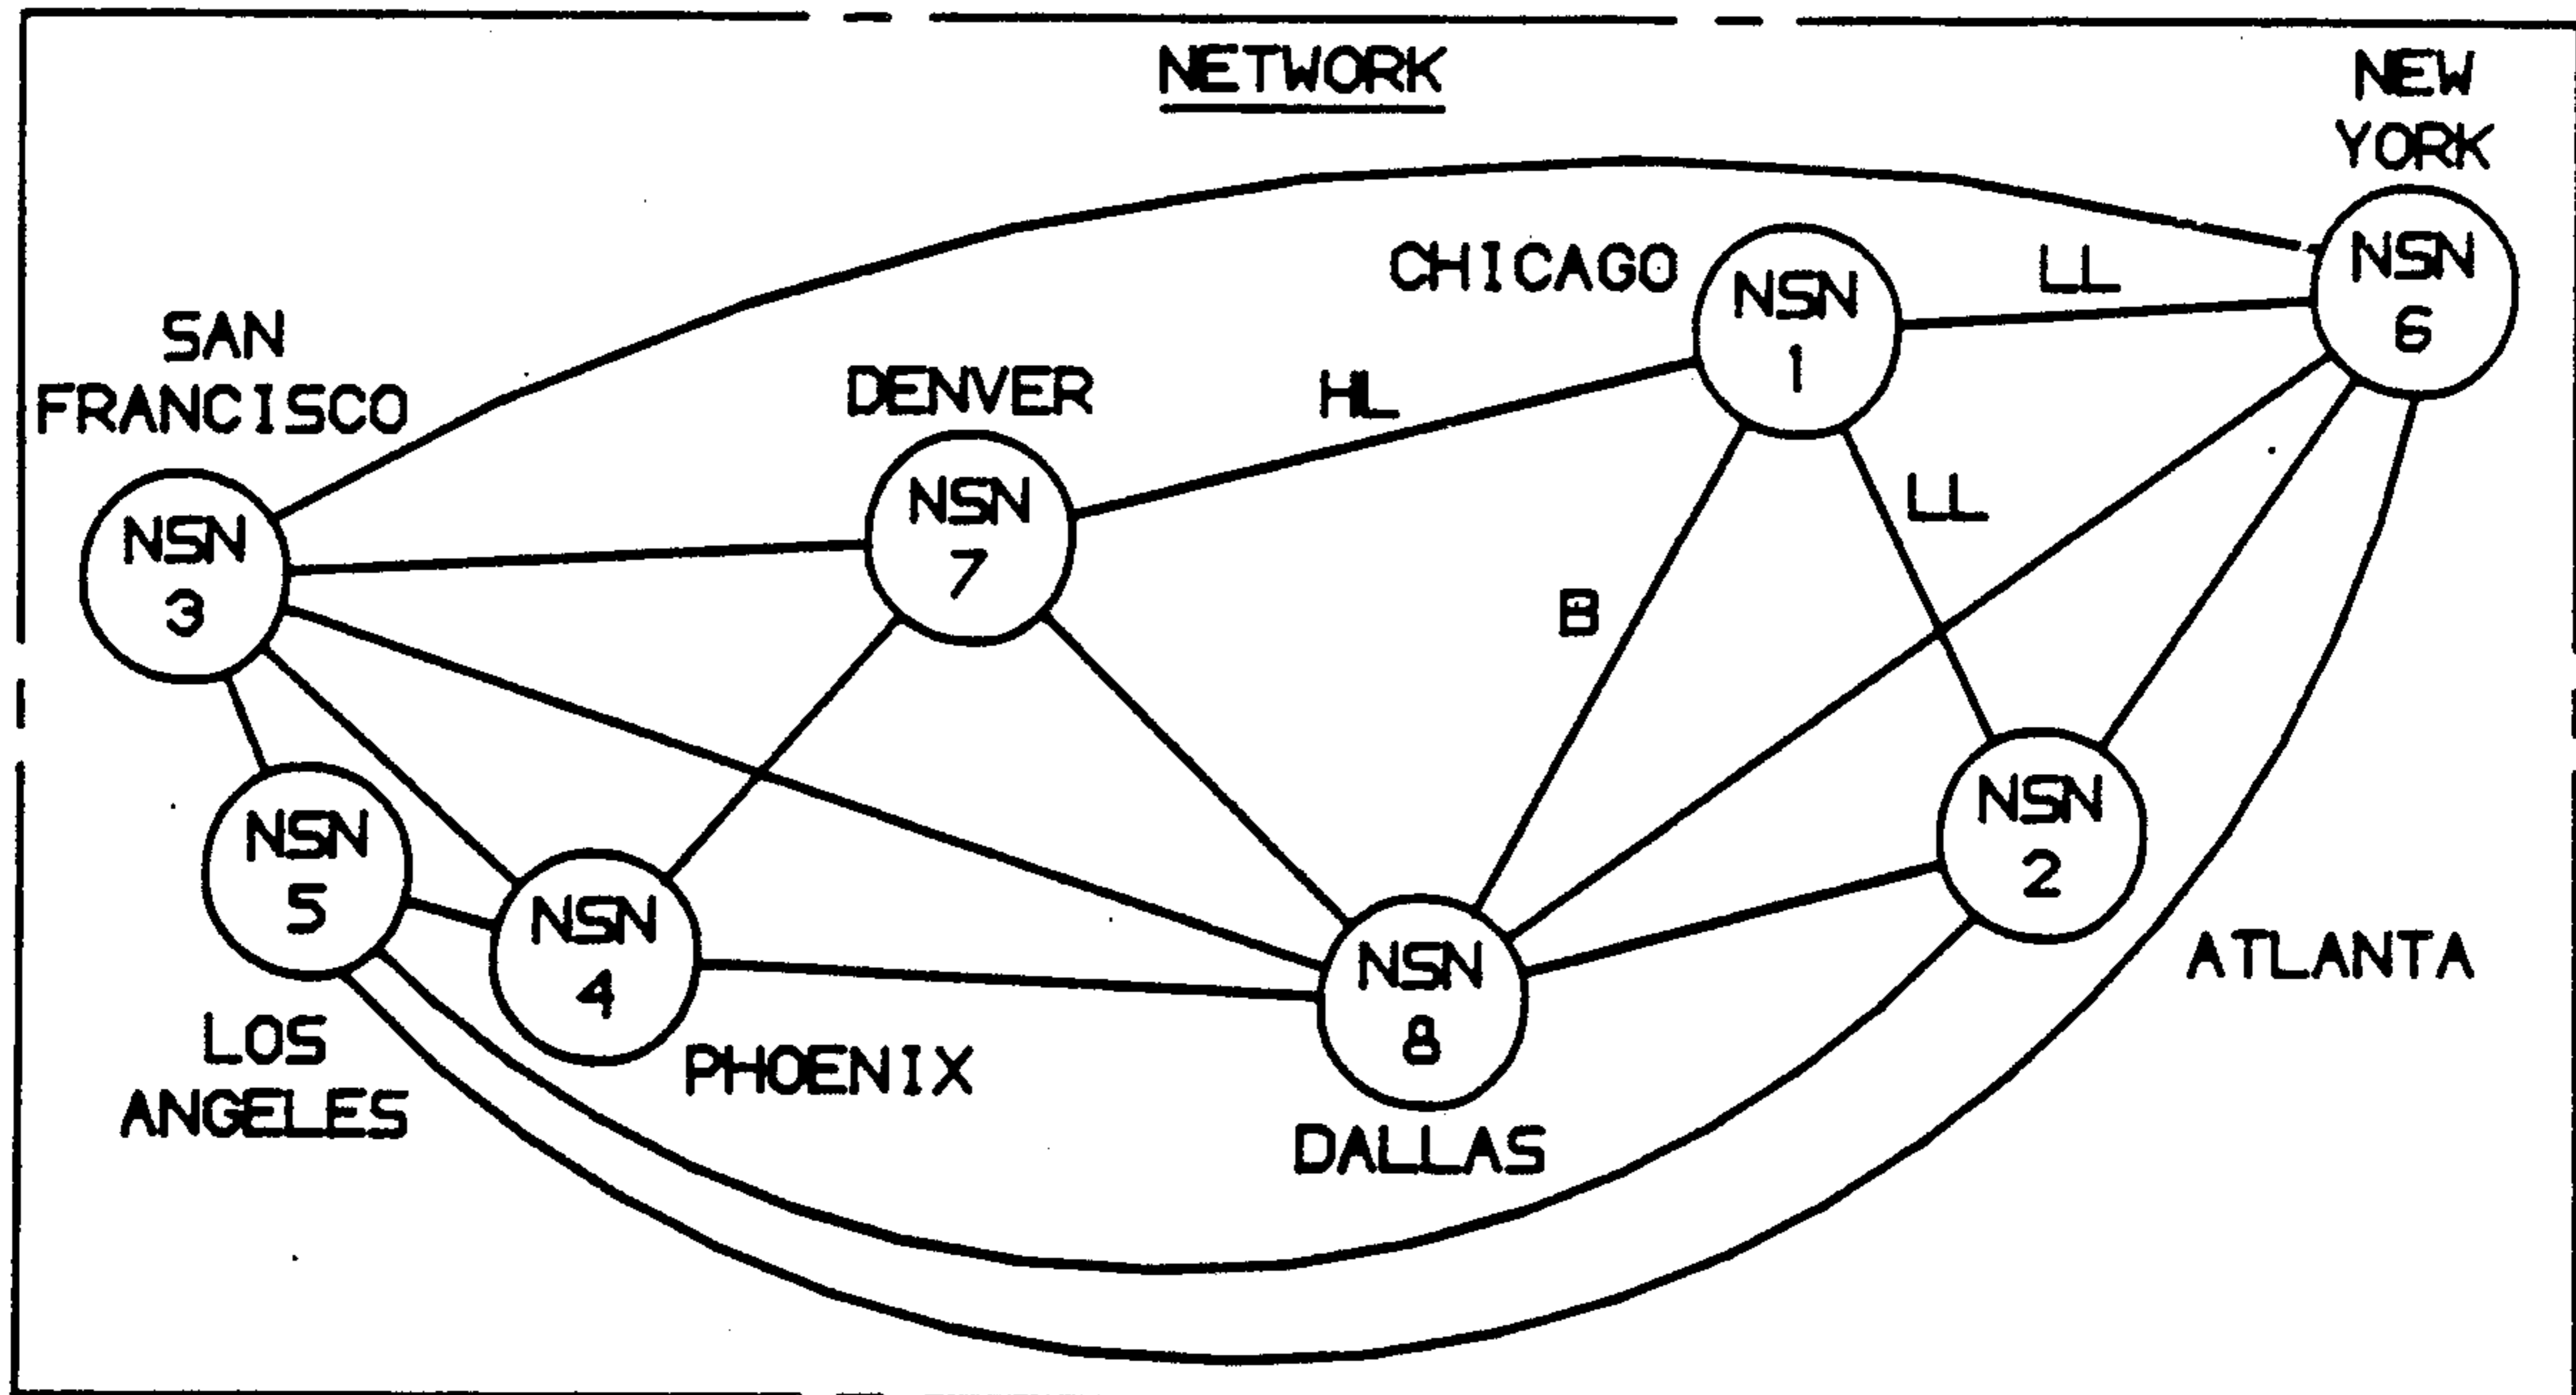 NETWORK
NEW
YORK
NSN
6
CHICAGO
NSN
1
LL
SAN
FRANCISCO
NSN
3
DENVER
NSN
7
HL
LL
B
NSN
5
LOS
ANGELES
NSN
4
PHOENIX
NSN
8
DALLAS
NSN
2
ATLANTA